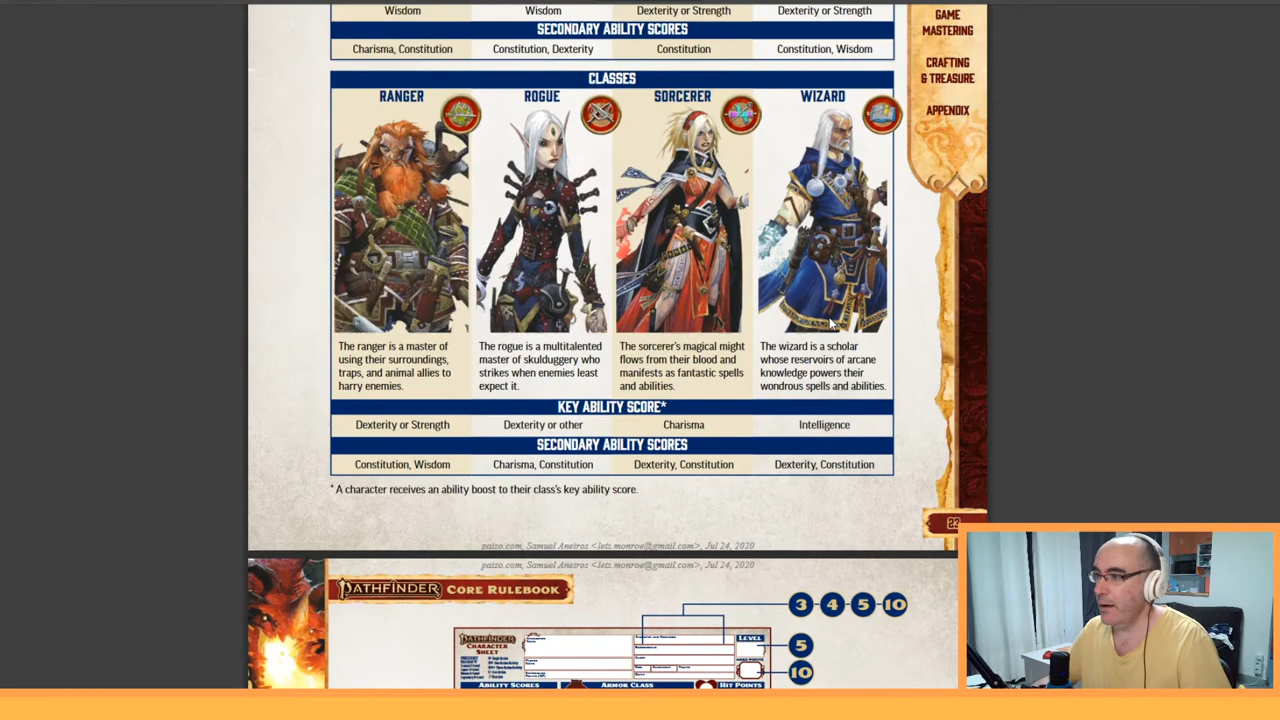 Wisdom Wisdom Dexterity or Strength Dexterity or Strength
SECONDARY ABILITY SCORES
Charisma, Constitution Constitution, Dexterity Constitution Constitution, Wisdom
GAME
MASTERING
CRAFTING
& TREASURE
APPENDIX
CLASSES
RANGER ROGUE SORCERER WIZARD
The ranger is a master of
using their surroundings,
traps, and animal allies to
harry enemies.
The rogue is a multitalented
master of skulduggery who
strikes when enemies least
expect it.
The sorcerer's magical might
flows from their blood and
manifests as fantastic spells
and abilities.
The wizard is a scholar
whose reservoirs of arcane
knowledge powers their
wondrous spells and abilities.
KEY ABILITY SCORE*
Dexterity or Strength Dexterity or other Charisma Intelligence
SECONDARY ABILITY SCORES
Constitution, Wisdom Charisma, Constitution Dexterity, Constitution Dexterity, Constitution
* A character receives an ability boost to their class's key ability score.
23
paizo.com, Samuel Aneiros <letz.monroe@gmail.com>, Jul 24, 2020
paizo.com, Samuel Aneiros <letz.monroe@gmail.com>, Jul 24, 2020
PATHFINDER CORE RULEBOOK
3 4 5 10
PATHFINDER
CHARACTER
SHEET
LEVEL
5
HERO POINTS
10
ABILITY SCORES ARMOR CLASS HIT POINTS